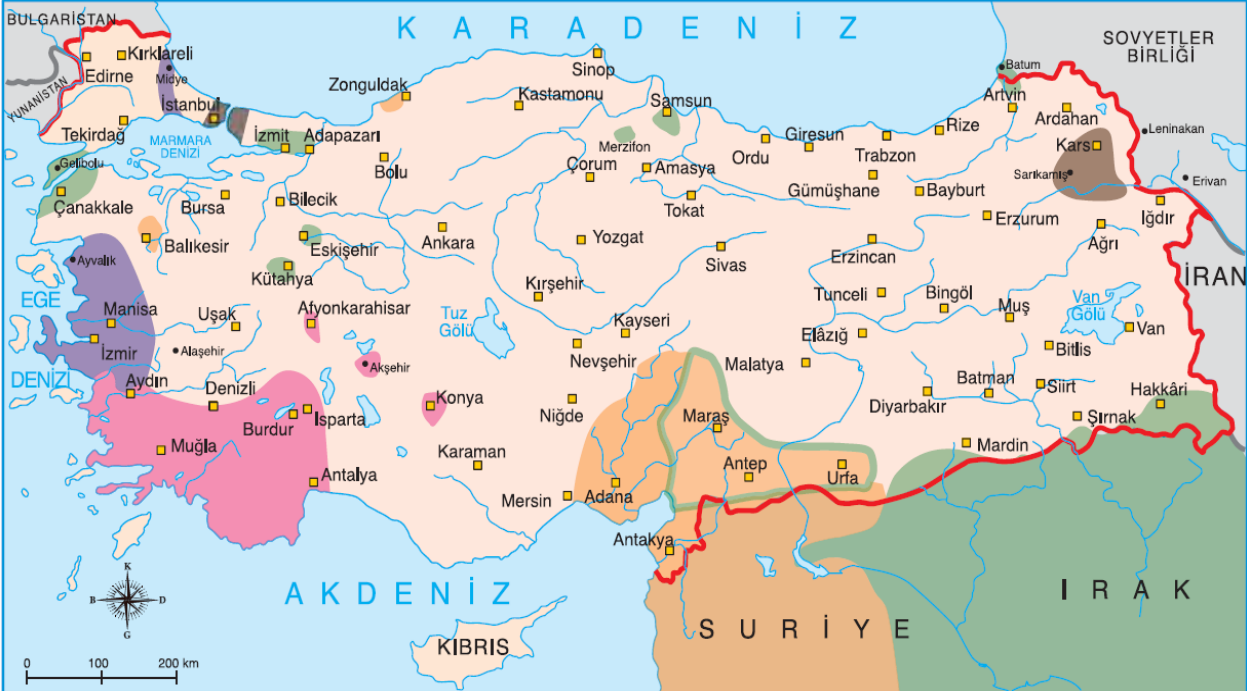 BULGARİSTAN
KARADENİZ
SOVYETLER
BİRLİĞİ
YUNANİSTAN
Edirne
Kırklareli
Midye
İstanbul
Tekirdağ
MARMARA
DENİZİ
Gelibolu
Çanakkale
Zonguldak
Sinop
Kastamonu
Samsun
Batum
Artvin
Ardahan
Leninakan
İzmit
Adapazarı
Bolu
Merzifon
Çorum
Amasya
Ordu
Giresun
Trabzon
Rize
Kars
Sarıkamış
Erivan
Bursa
Bilecik
Tokat
Gümüşhane
Bayburt
Erzurum
Iğdır
Balıkesir
Eskişehir
Ankara
Yozgat
Sivas
Erzincan
Ağrı
Ayvalık
Kütahya
Kırşehir
İRAN
EGE
DENİZİ
Manisa
Uşak
Afyonkarahisar
Tuz
Gölü
Kayseri
Tunceli
Bingöl
Muş
Van
Gölü
Van
İzmir
Alaşehir
Akşehir
Nevşehir
Malatya
Elâzığ
Bitlis
Aydın
Denizli
Burdur
Isparta
Konya
Niğde
Maraş
Diyarbakır
Batman
Siirt
Hakkâri
Şırnak
Muğla
Antalya
Karaman
Mersin
Adana
Antep
Urfa
Mardin
Antakya
AKDENİZ
KIBRIS
SURİYE
IRAK
K
B
D
G
0 100 200 km